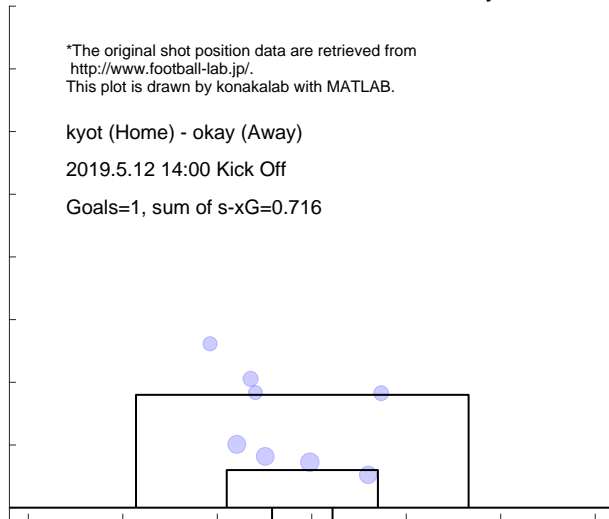 *The original shot position data are retrieved from
http://www.football-lab.jp/.
This plot is drawn by konakalab with MATLAB.
kyot (Home) - okay (Away)
2019.5.12 14:00 Kick Off
Goals=1, sum of s-xG=0.716